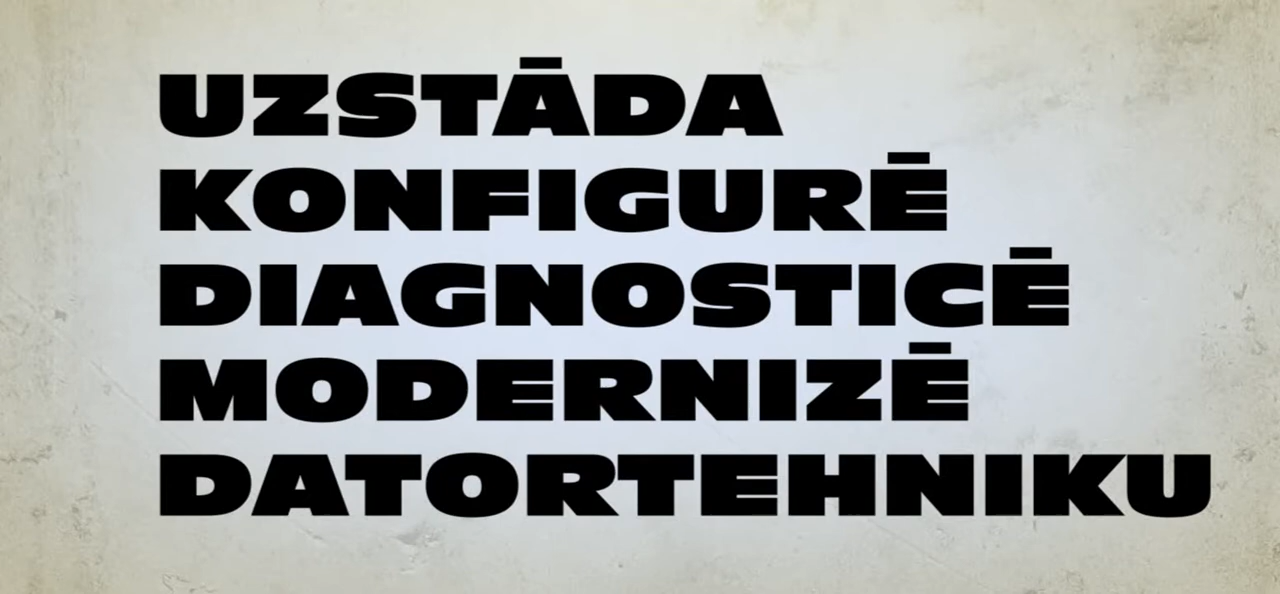 UZSTĀDA
KONFIGURĒ
DIAGNOSTICĒ
MODERNIZĒ
DATORTEHNIKU